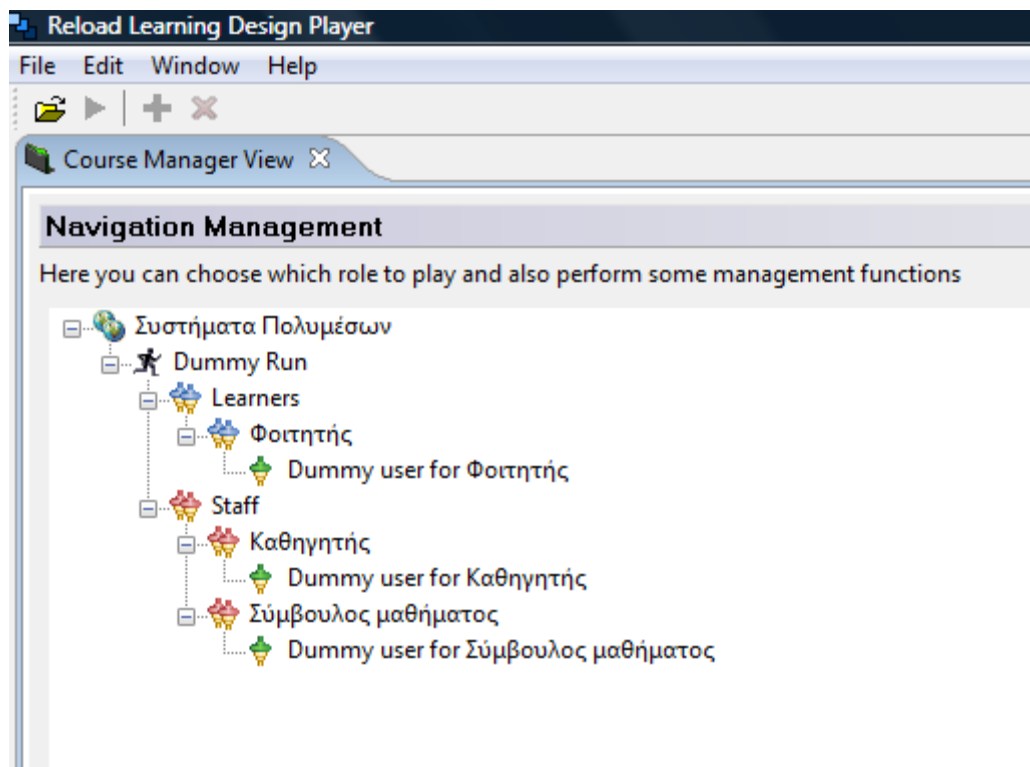 Reload Learning Design Player
File Edit Window Help
Course Manager View
Navigation Management
Here you can choose which role to play and also perform some management functions
Συστήματα Πολυμέσων
Dummy Run
Learners
Φοιτητής
Dummy user for Φοιτητής
Staff
Καθηγητής
Dummy user for Καθηγητής
Σύμβουλος μαθήματος
Dummy user for Σύμβουλος μαθήματος